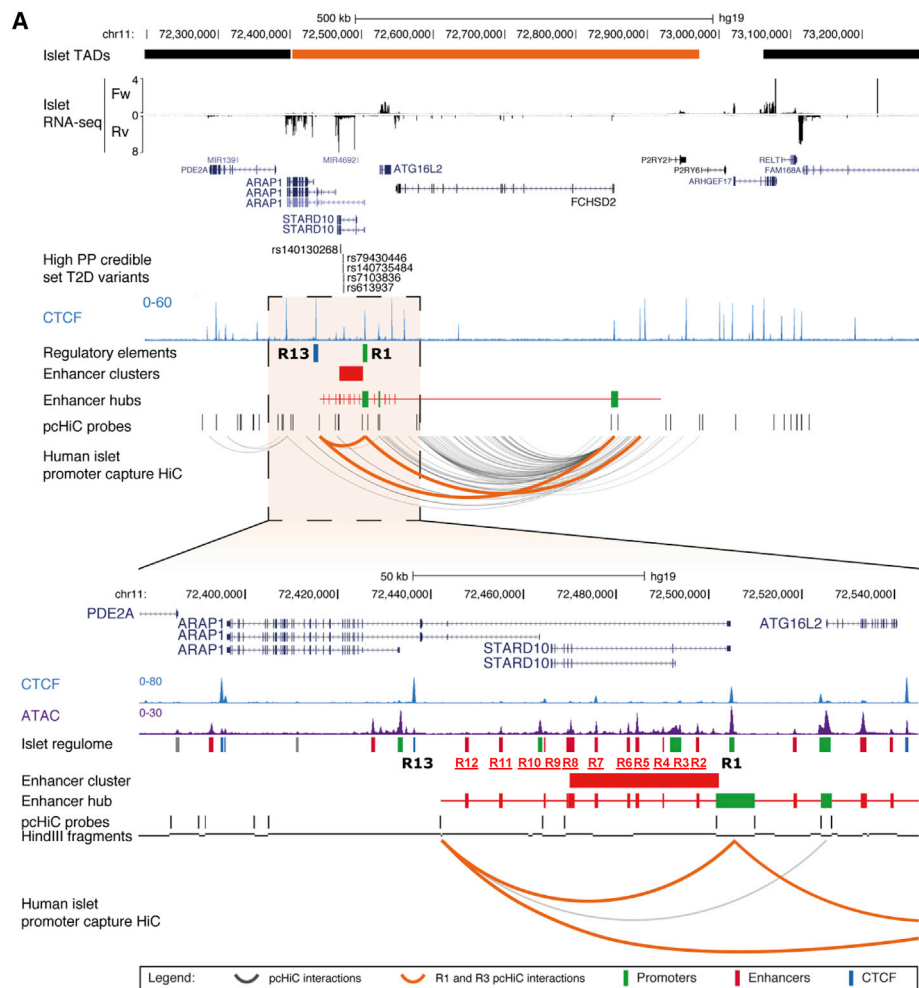 A
500 kb hg19
chr11: 72,300,000 72,400,000 72,500,000 72,600,000 72,700,000 72,800,000 72,900,000 73,000,000 73,100,000 73,200,000
Islet TADs
4
Fw
Islet 0
RNA-seq
Rv
8
MIR139 MIR4692 P2RY2 RELT
PDE2A ATG16L2 P2RY6 FAM168A
ARAP1 ARHGEF17
ARAP1
ARAP1 FCHSD2
STARD10
STARD10
rs140130268
High PP credible rs79430446
set T2D variants rs140735484
rs7103836
rs613937
0-60
CTCF
Regulatory elements R13 R1
Enhancer clusters
Enhancer hubs
pcHiC probes
Human islet
promoter capture HiC
50 kb hg19
chr11: 72,400,000 72,420,000 72,440,000 72,460,000 72,480,000 72,500,000 72,520,000 72,540,000
PDE2A
ARAP1 ATG16L2
ARAP1
ARAP1 STARD10
STARD10
CTCF 0-80
ATAC 0-30
Islet regulome
R13 R12 R11 R10 R9 R8 R7 R6 R5 R4 R3 R2 R1
Enhancer cluster
Enhancer hub
pcHiC probes
HindIII fragments
Human islet
promoter capture HiC
Legend: pcHiC interactions R1 and R3 pcHiC interactions Promoters Enhancers CTCF